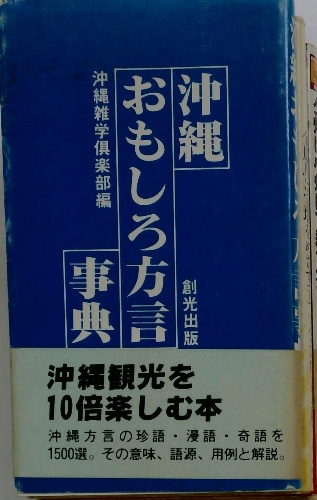 沖縄
おもしろ方言
事典
沖縄雑学倶楽部編
創光出版
沖縄観光を
10倍楽しむ本
沖縄方言の珍語・漫語・奇語を
1500選。その意味、語源、用例と解説。